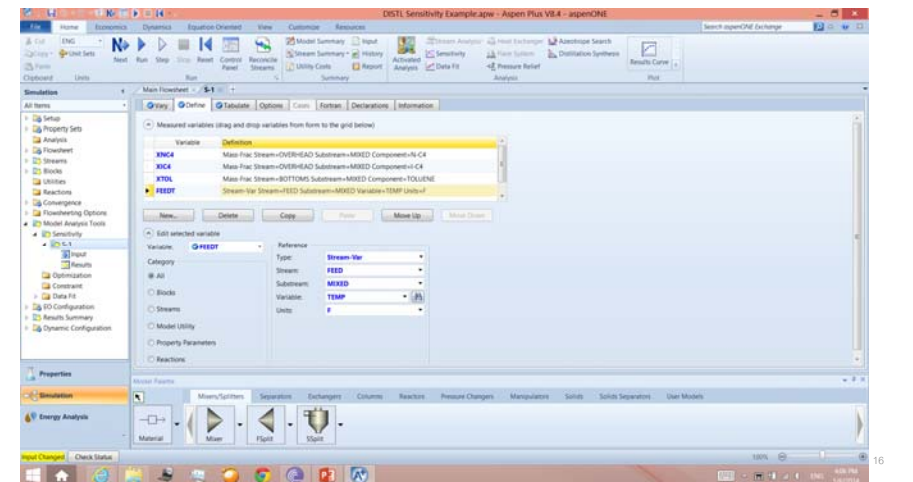 DISTL Sensitivity Example.apw - Aspen Plus V8.4 - aspenONE
File Home Economics Dynamics Equation Oriented View Customize Resources Search aspenONE Exchange
Cut ENG Model Summary Input Stream Analysis Heat Exchanger Azeotrope Search
Copy Unit Sets Next Run Step Stop Reset Control Panel Reconcile Streams Stream Summary History Activated Analysis Sensitivity Flare System Distillation Synthesis Results Curve
Paste Utility Costs Report Data Fit Pressure Relief
Clipboard Units Run Summary Analysis Plot
Simulation Main Flowsheet S-1
All Items Vary Define Tabulate Options Cases Fortran Declarations Information
Setup
Property Sets
Analysis
Flowsheet
Streams
Blocks
Utilities
Reactions
Convergence
Flowsheeting Options
Model Analysis Tools
Sensitivity
S-1
Input
Results
Optimization
Constraint
Data Fit
EO Configuration
Results Summary
Dynamic Configuration
Measured variables (drag and drop variables from form to the grid below)
Variable Definition
XNC4 Mass-Frac Stream=OVERHEAD Substream=MIXED Component=N-C4
XIC4 Mass-Frac Stream=OVERHEAD Substream=MIXED Component=I-C4
XTOL Mass-Frac Stream=BOTTOMS Substream=MIXED Component=TOLUENE
FEEDT Stream-Var Stream=FEED Substream=MIXED Variable=TEMP Units=F
New... Delete Copy Paste Move Up Move Down
Edit selected variable
Variable: FEEDT
Category
All
Blocks
Streams
Model Utility
Property Parameters
Reactions
Reference
Type: Stream-Var
Stream: FEED
Substream: MIXED
Variable: TEMP
Units: F
Properties
Simulation
Energy Analysis
Model Palette
Mixers/Splitters Separators Exchangers Columns Reactors Pressure Changers Manipulators Solids Solids Separators User Models
Material Mixer FSplit SSplit
Input Changed Check Status 100%
ENG 4:06 PM
16